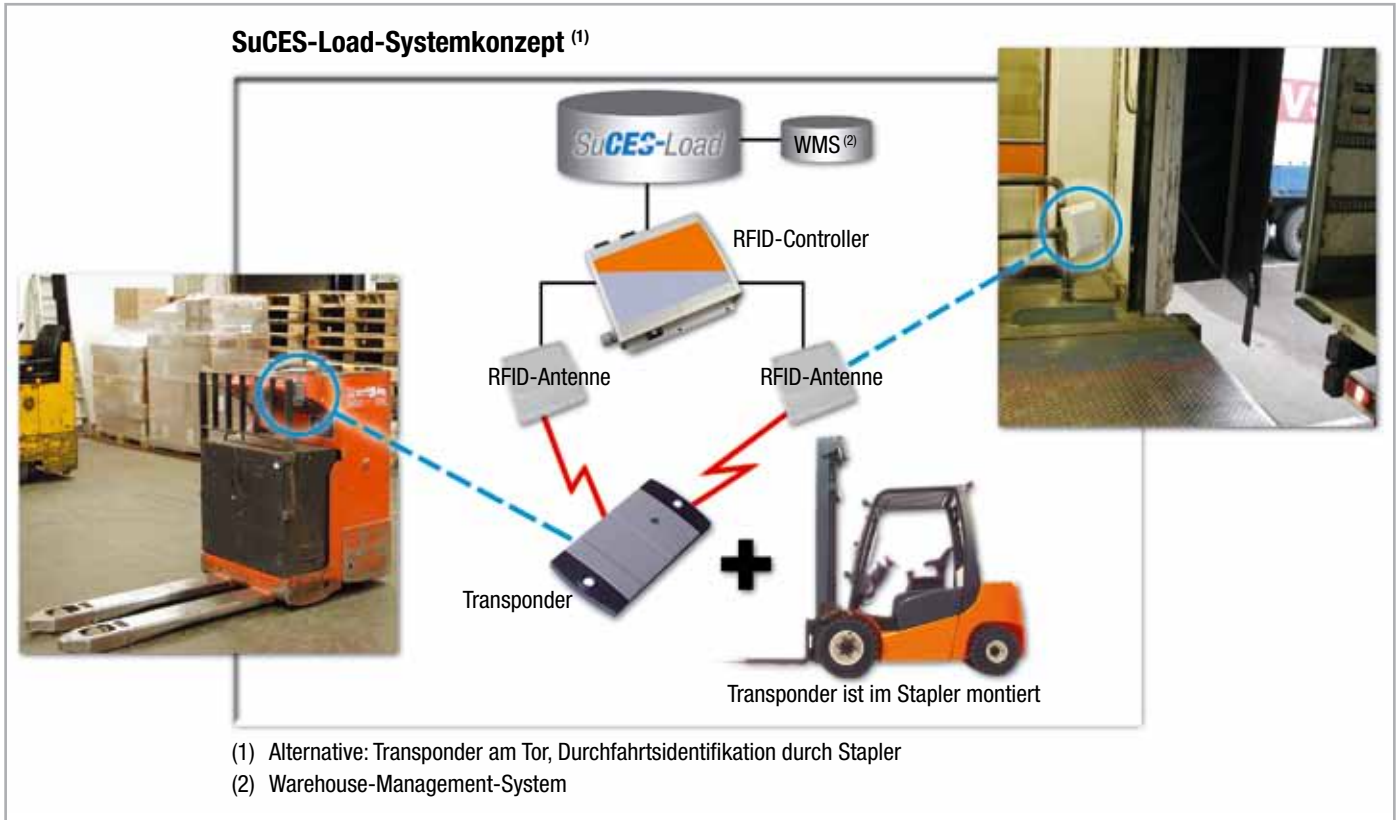 SuCES-Load-Systemkonzept (1)
SuCES-Load
WMS (2)
RFID-Controller
RFID-Antenne
RFID-Antenne
Transponder
Transponder ist im Stapler montiert
(1) Alternative: Transponder am Tor, Durchfahrtsidentifikation durch Stapler
(2) Warehouse-Management-System